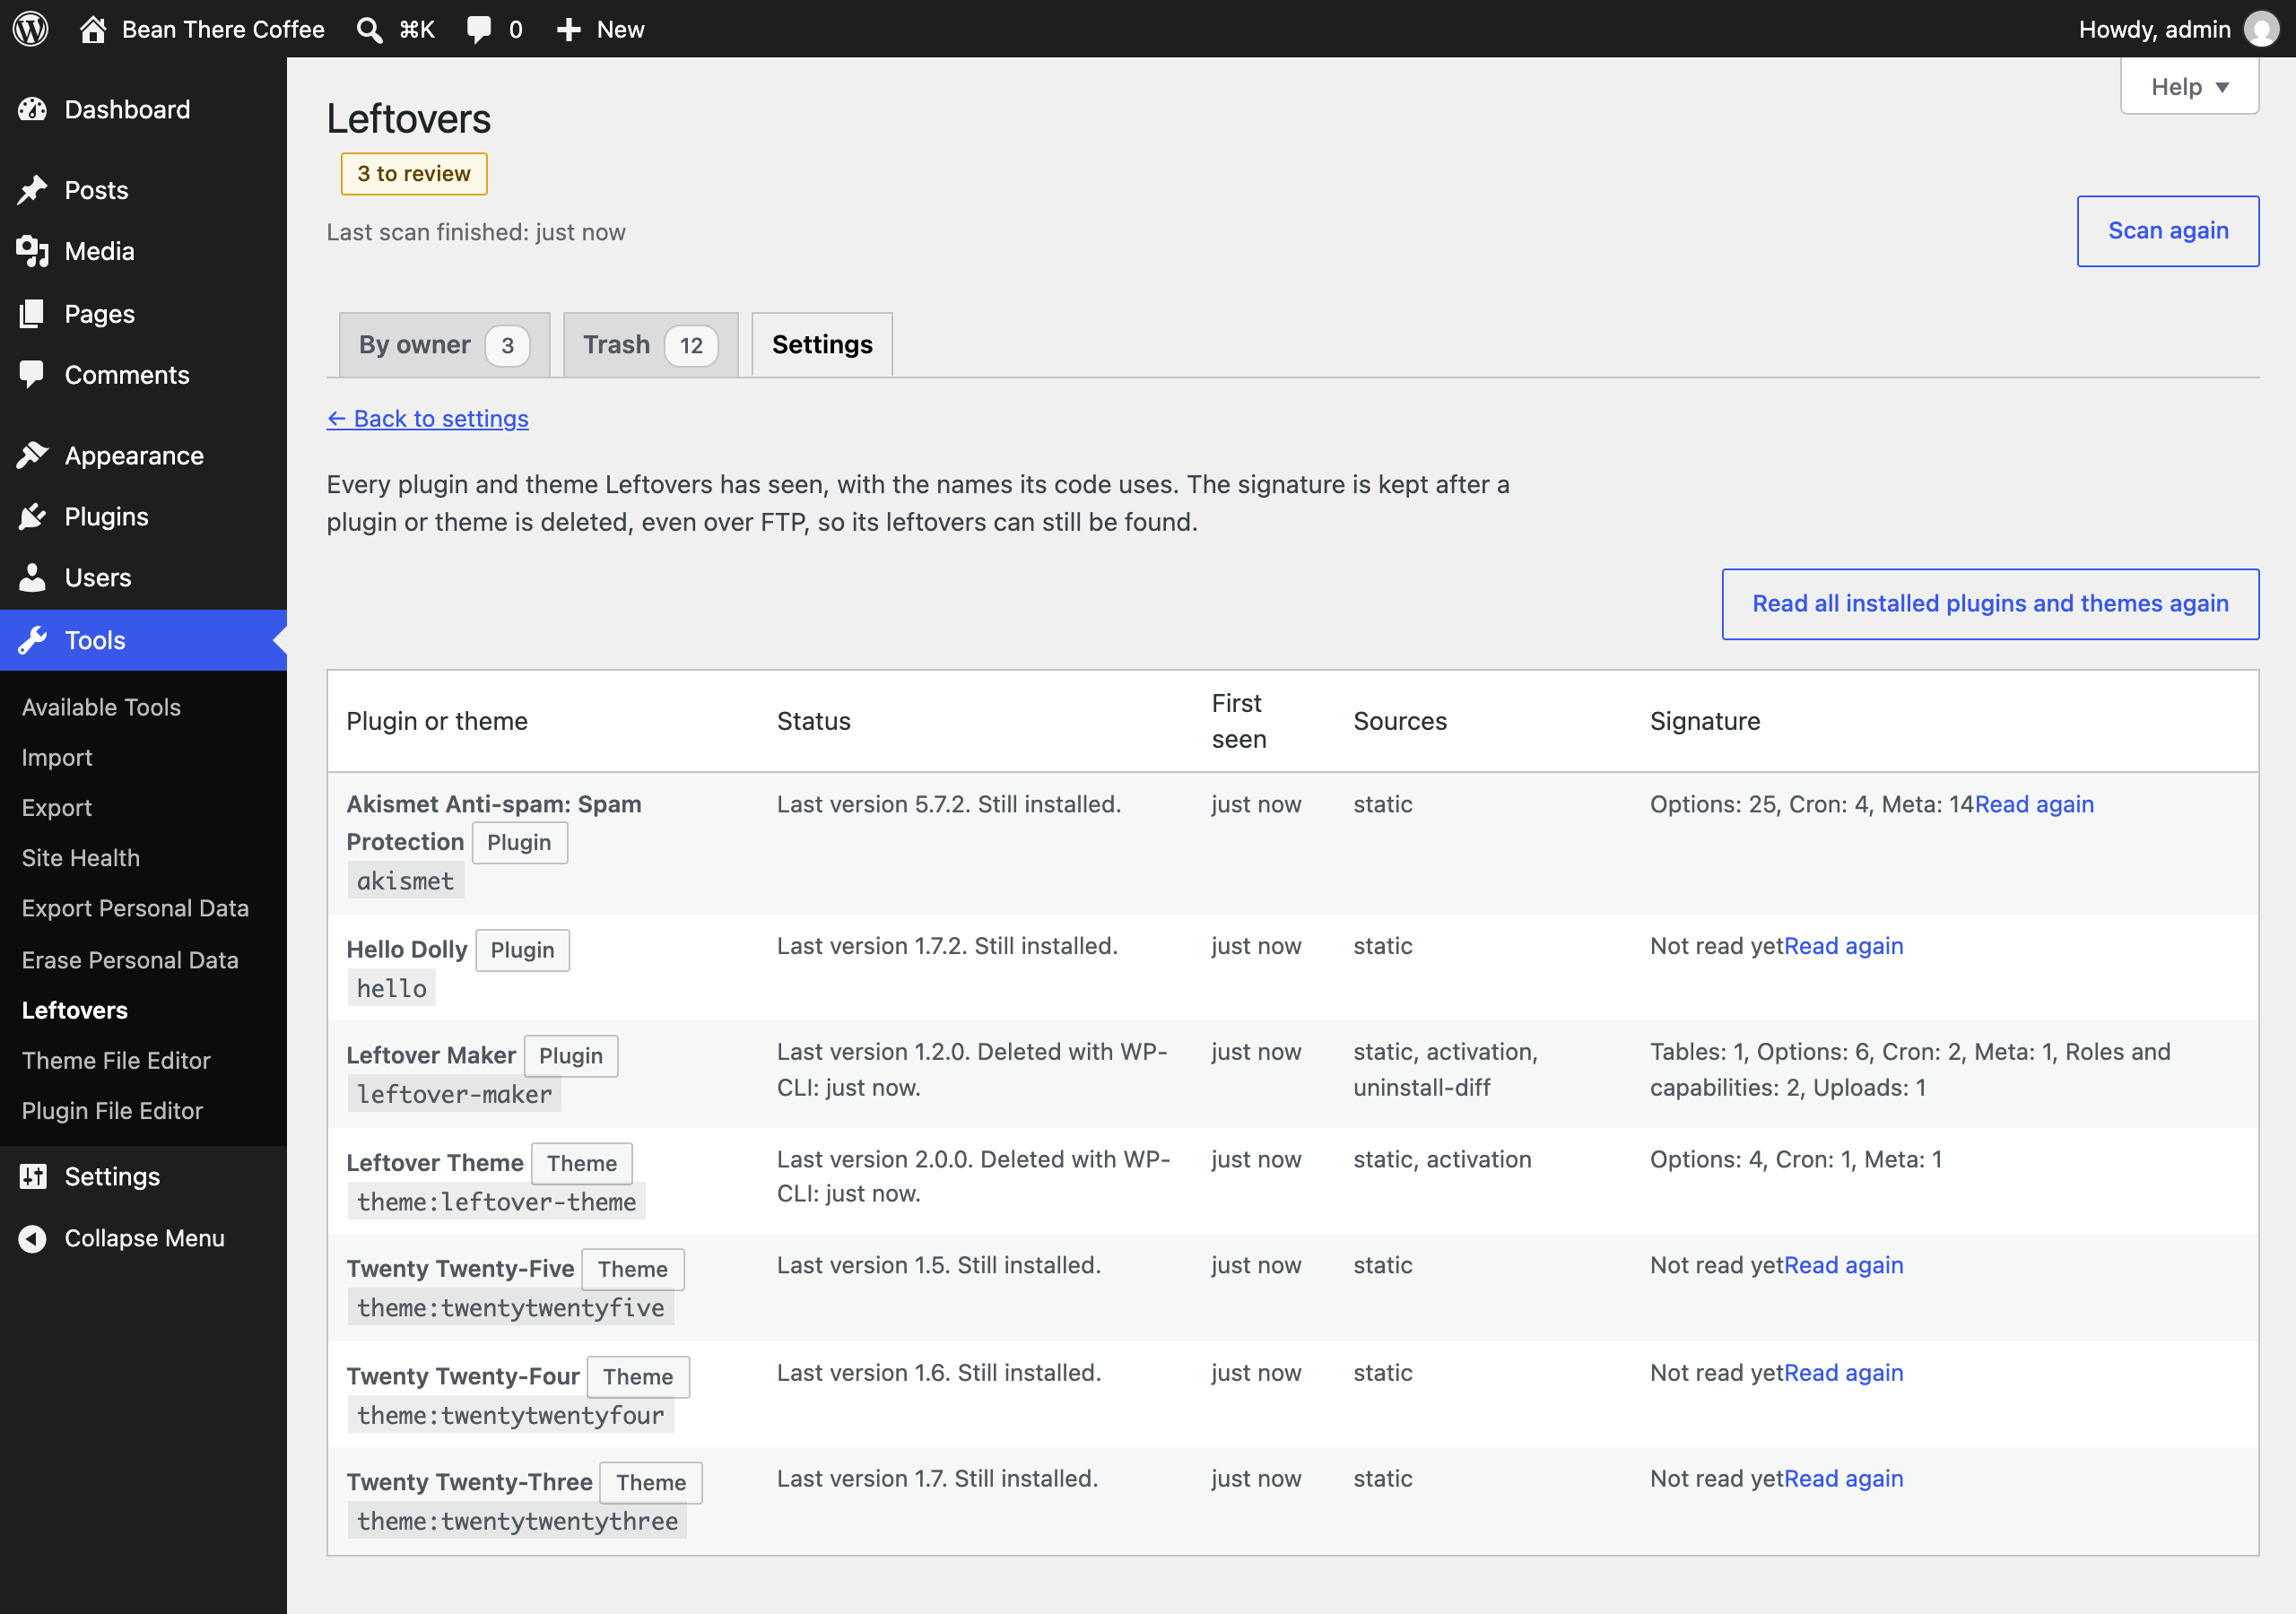 Bean There Coffee ⌘K 0 New
Howdy, admin
Dashboard
Posts
Media
Pages
Comments
Appearance
Plugins
Users
Tools
Available Tools
Import
Export
Site Health
Export Personal Data
Erase Personal Data
Leftovers
Theme File Editor
Plugin File Editor
Settings
Collapse Menu
Help ▼
Leftovers
3 to review
Last scan finished: just now
Scan again
By owner 3 Trash 12 Settings
← Back to settings
Every plugin and theme Leftovers has seen, with the names its code uses. The signature is kept after a
plugin or theme is deleted, even over FTP, so its leftovers can still be found.
Read all installed plugins and themes again
Plugin or theme Status First seen Sources Signature
Akismet Anti-spam: Spam
Protection Plugin
akismet
Last version 5.7.2. Still installed.
just now
static
Options: 25, Cron: 4, Meta: 14Read again
Hello Dolly Plugin
hello
Last version 1.7.2. Still installed.
just now
static
Not read yetRead again
Leftover Maker Plugin
leftover-maker
Last version 1.2.0. Deleted with WP-
CLI: just now.
just now
static, activation,
uninstall-diff
Tables: 1, Options: 6, Cron: 2, Meta: 1, Roles and
capabilities: 2, Uploads: 1
Leftover Theme Theme
theme:leftover-theme
Last version 2.0.0. Deleted with WP-
CLI: just now.
just now
static, activation
Options: 4, Cron: 1, Meta: 1
Twenty Twenty-Five Theme
theme:twentytwentyfive
Last version 1.5. Still installed.
just now
static
Not read yetRead again
Twenty Twenty-Four Theme
theme:twentytwentyfour
Last version 1.6. Still installed.
just now
static
Not read yetRead again
Twenty Twenty-Three Theme
theme:twentytwentythree
Last version 1.7. Still installed.
just now
static
Not read yetRead again